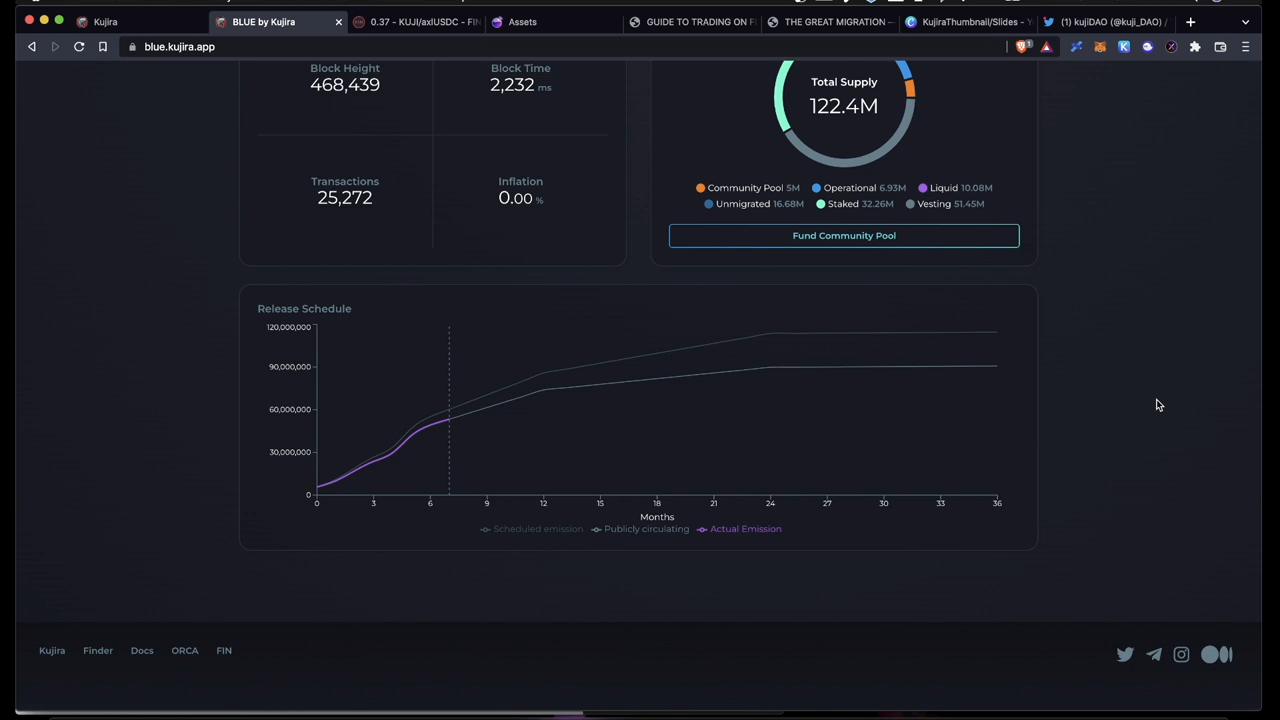 Kujira
BLUE by Kujira
0.37 - KUJI/axlUSDC - FIN
Assets
GUIDE TO TRADING ON F
THE GREAT MIGRATION –
KujiraThumbnail/Slides - Y
(1) kujiDAO (@kuji_DAO) /
blue.kujira.app
1
Block Height
468,439
Block Time
2,232 ms
Transactions
25,272
Inflation
0.00 %
Total Supply
122.4M
Community Pool 5M
Operational 6.93M
Liquid 10.08M
Unmigrated 16.68M
Staked 32.26M
Vesting 51.45M
Fund Community Pool
Release Schedule
120,000,000
90,000,000
60,000,000
30,000,000
0
0 3 6 9 12 15 18 21 24 27 30 33 36
Months
Scheduled emission
Publicly circulating
Actual Emission
Kujira
Finder
Docs
ORCA
FIN